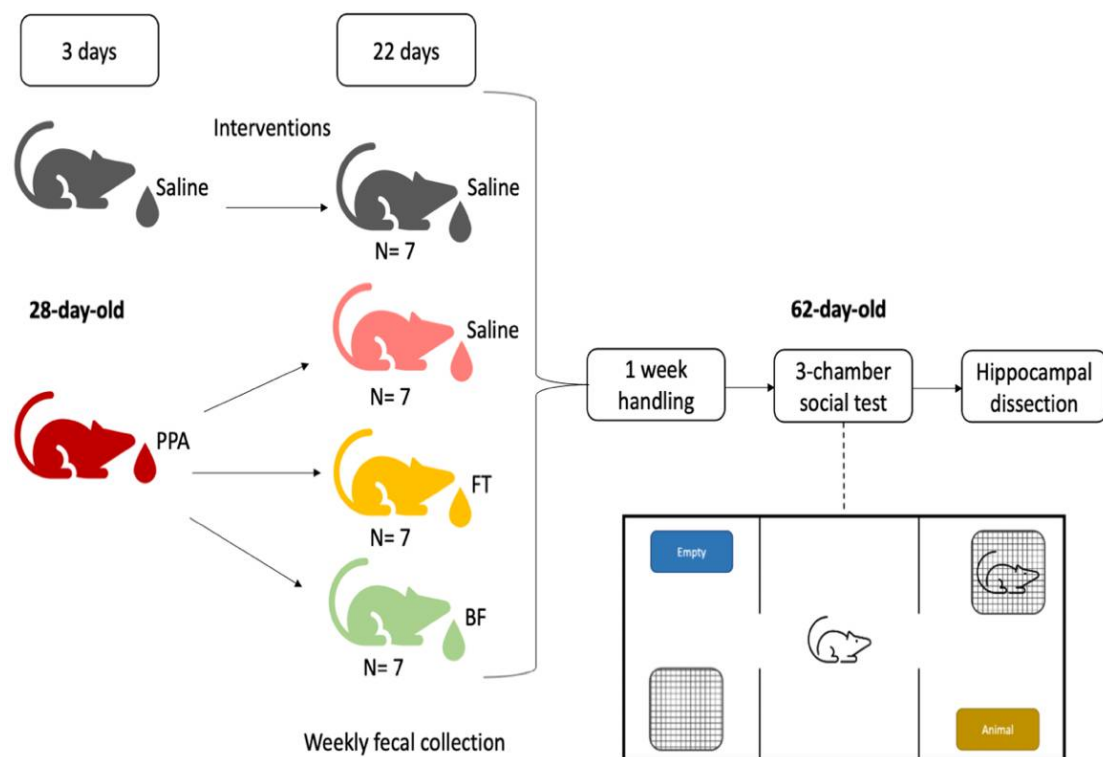 3 days
22 days
Interventions
Saline
Saline
N= 7
28-day-old
Saline
N= 7
PPA
FT
N= 7
BF
N= 7
Weekly fecal collection
62-day-old
1 week
handling
3-chamber
social test
Hippocampal
dissection
Empty
Animal